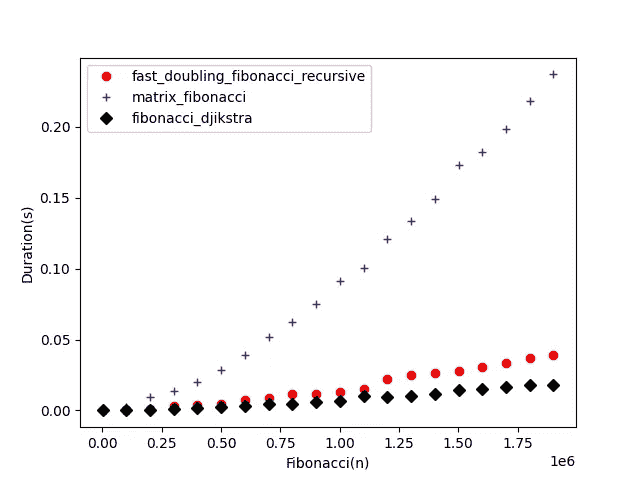 fast_doubling_fibonacci_recursive
matrix_fibonacci
fibonacci_djikstra
0.20
0.15
0.10
0.05
0.00
Duration(s)
0.00 0.25 0.50 0.75 1.00 1.25 1.50 1.75
1e6
Fibonacci(n)